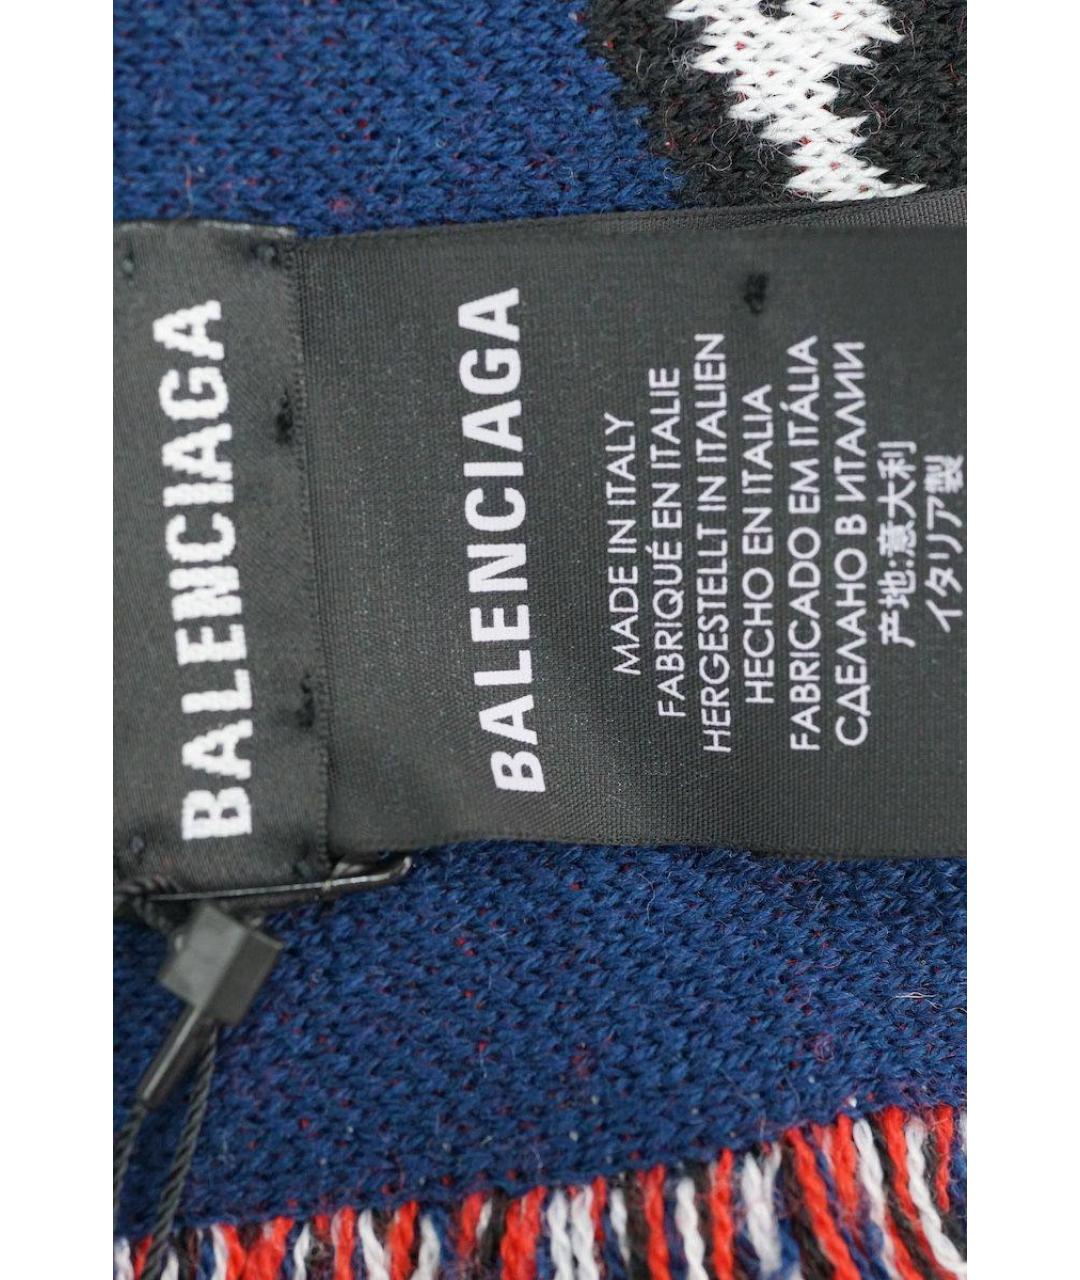 BALENCIAGA
BALENCIAGA
MADE IN ITALY
FABRIQUÉ EN ITALIE
HERGESTELLT IN ITALIEN
HECHO EN ITALIA
FABRICADO EM ITÁLIA
СДЕЛАНО В ИТАЛИИ
产地:意大利
イタリア製